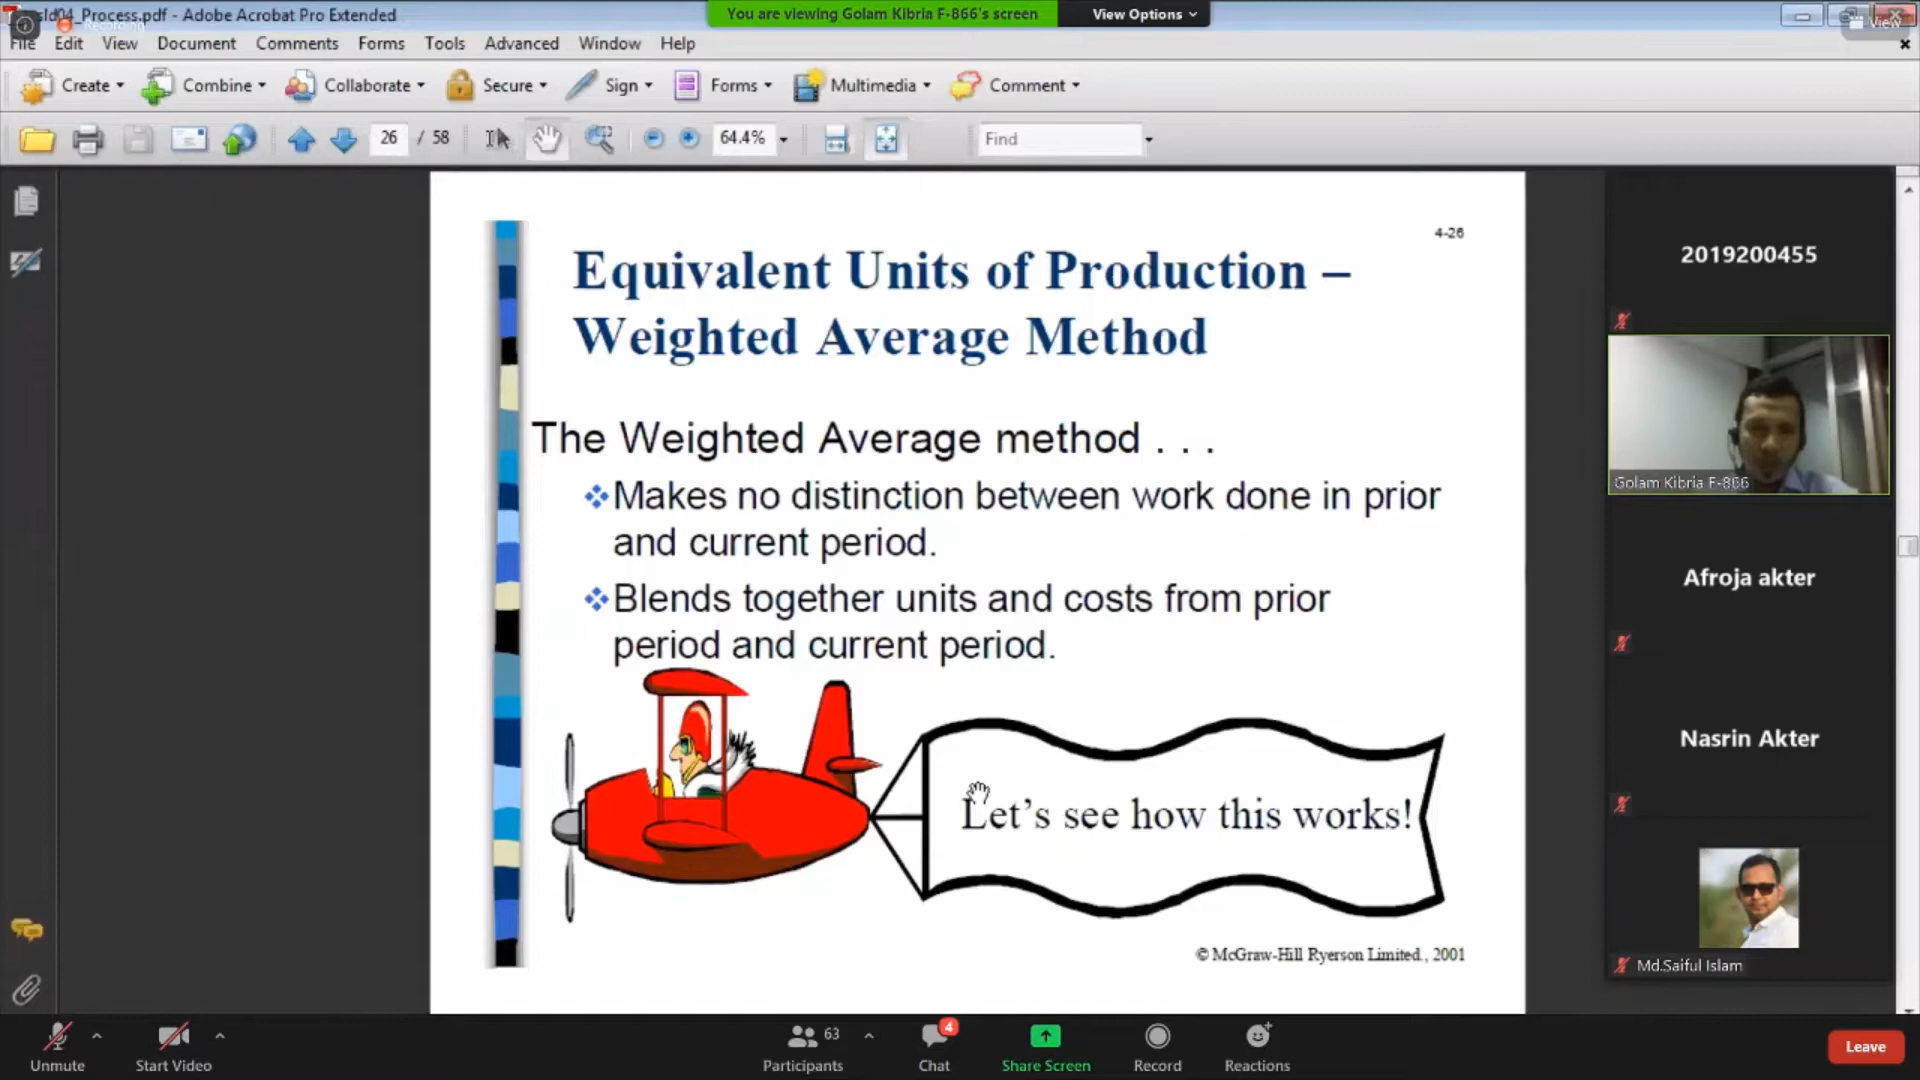 sld04_Process.pdf - Adobe Acrobat Pro Extended
Recording
You are viewing Golam Kibria F-866's screen
View Options
View
File Edit View Document Comments Forms Tools Advanced Window Help
Create Combine Collaborate Secure Sign Forms Multimedia Comment
26 / 58 64.4% Find
4-26
Equivalent Units of Production –
Weighted Average Method
The Weighted Average method . . .
Makes no distinction between work done in prior
and current period.
Blends together units and costs from prior
period and current period.
Let's see how this works!
© McGraw-Hill Ryerson Limited., 2001
2019200455
Golam Kibria F-866
Afroja akter
Nasrin Akter
Md.Saiful Islam
Unmute Start Video Participants 63 Chat 4 Share Screen Record Reactions Leave